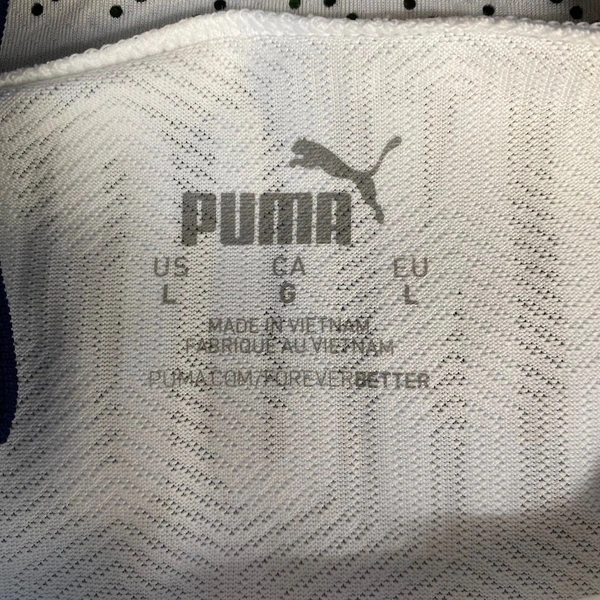 PUMA
US CA EU
L G L
MADE IN VIETNAM
FABRIQUE AU VIETNAM
PUMA.COM/FOREVERBETTER